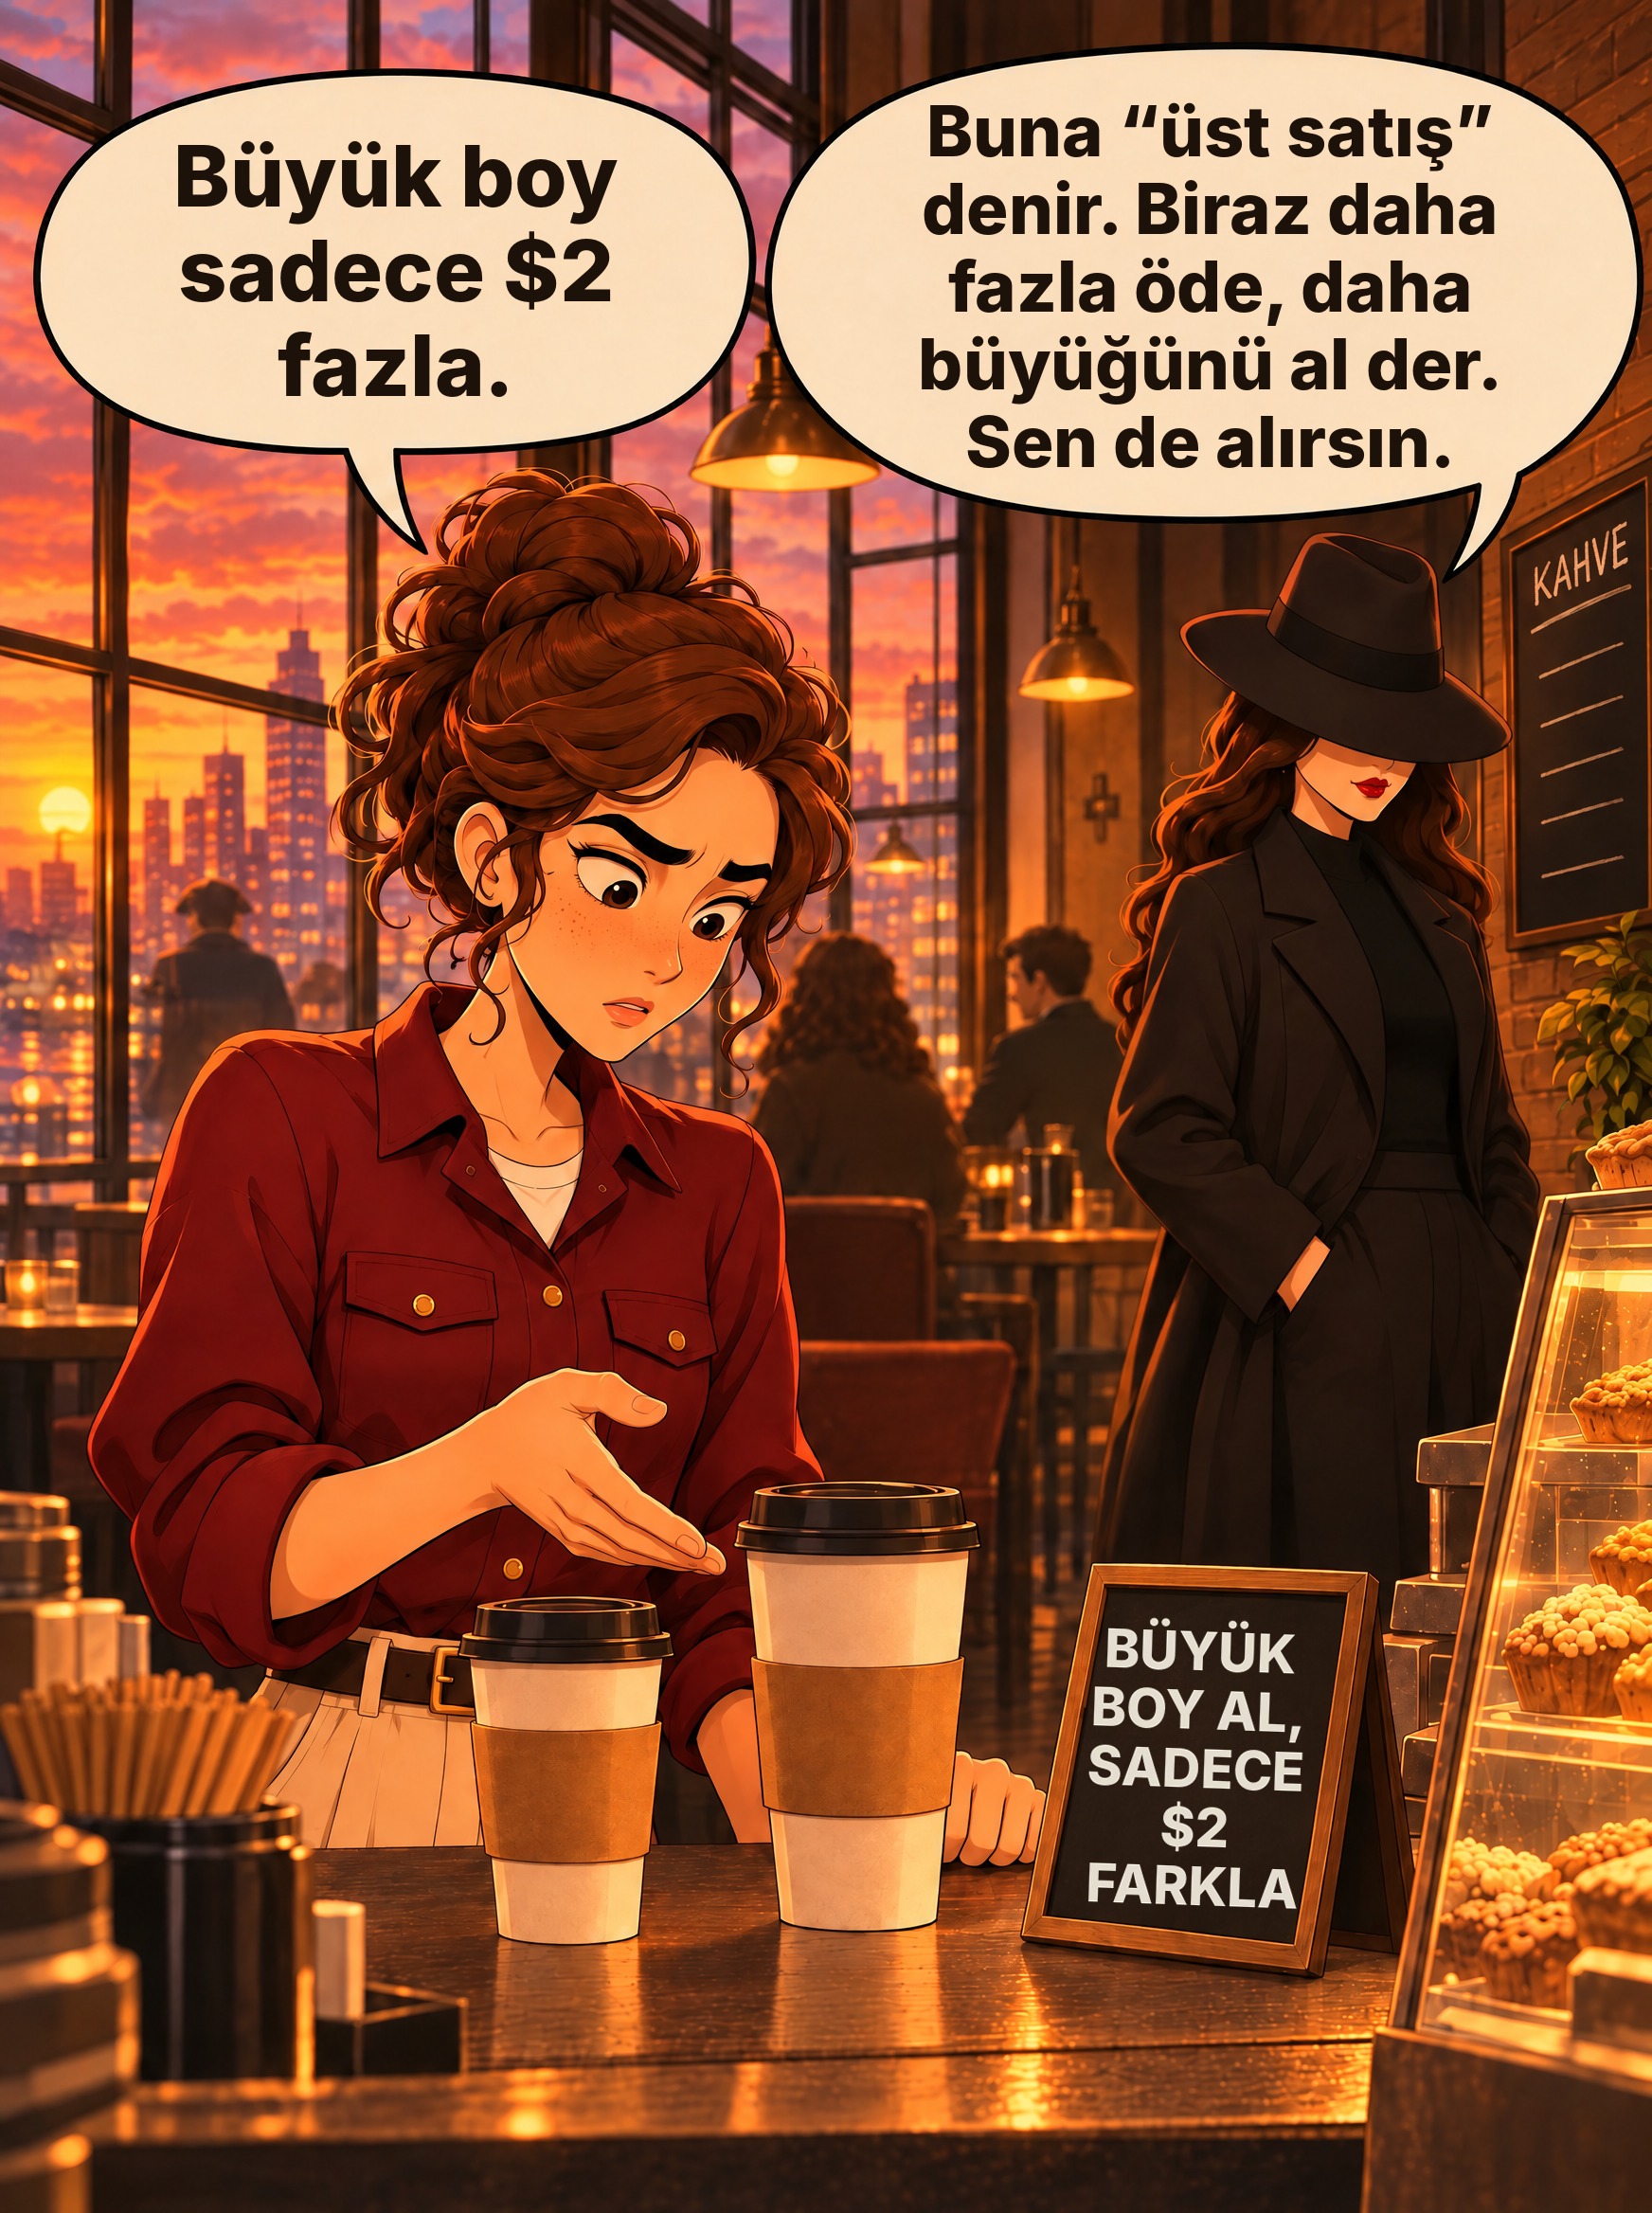 Büyük boy
sadece $2
fazla.
Buna “üst satış”
denir. Biraz daha
fazla öde, daha
büyüğünü al der.
Sen de alırsın.
KAHVE
BÜYÜK
BOY AL,
SADECE
$2
FARKLA